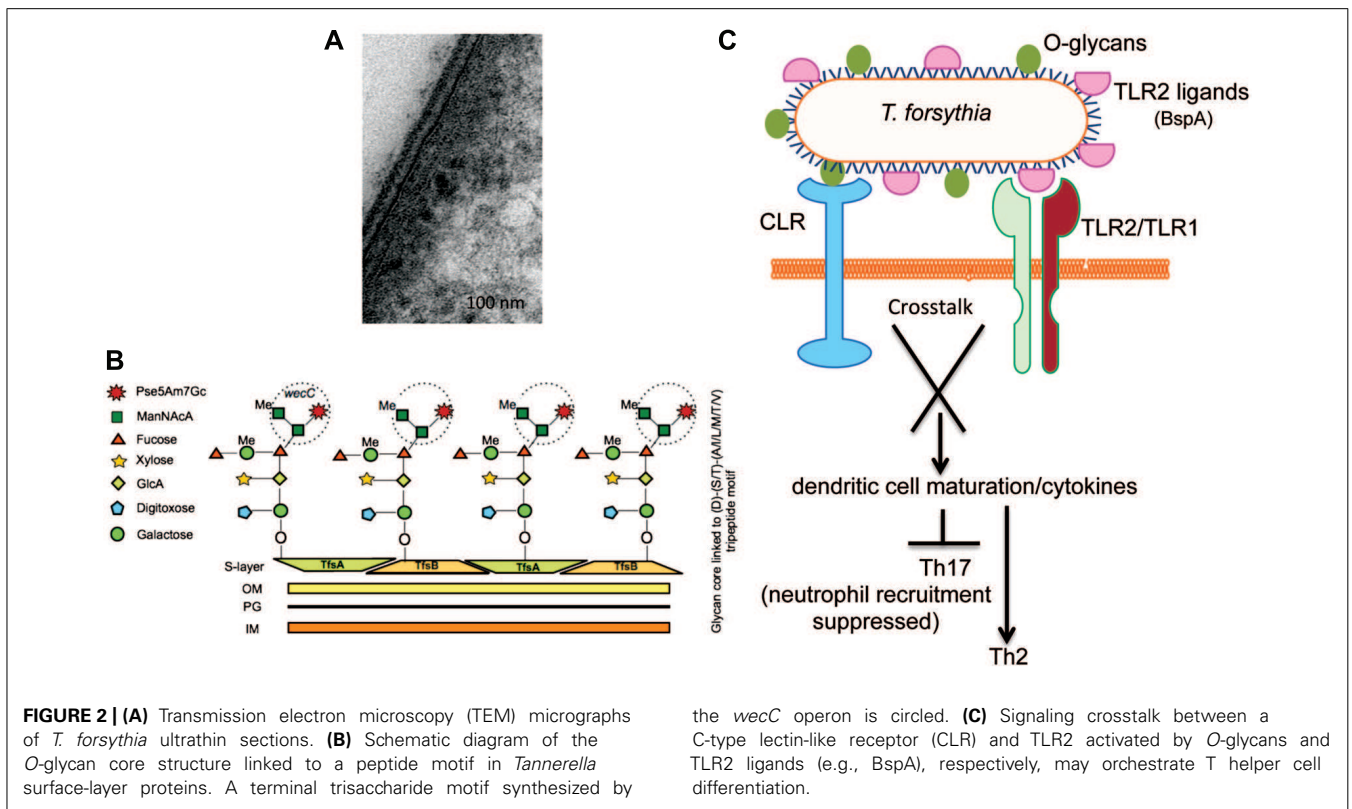 A
100 nm
B
Pse5Am7Gc
ManNAcA
Fucose
Xylose
GlcA
Digitoxose
Galactose
wecC
Me Me Me Me
Me Me Me Me
O O O O
S-layer
TfsA TfsB TfsA TfsB
OM
PG
IM
Glycan core linked to (D)-(S/T)-(A/I/L/M/T/V)
tripeptide motif
C
O-glycans
TLR2 ligands
(BspA)
T. forsythia
CLR
TLR2/TLR1
Crosstalk
dendritic cell maturation/cytokines
Th17
(neutrophil recruitment
suppressed)
Th2
FIGURE 2 | (A) Transmission electron microscopy (TEM) micrographs
of T. forsythia ultrathin sections. (B) Schematic diagram of the
O-glycan core structure linked to a peptide motif in Tannerella
surface-layer proteins. A terminal trisaccharide motif synthesized by
the wecC operon is circled. (C) Signaling crosstalk between a
C-type lectin-like receptor (CLR) and TLR2 activated by O-glycans and
TLR2 ligands (e.g., BspA), respectively, may orchestrate T helper cell
differentiation.